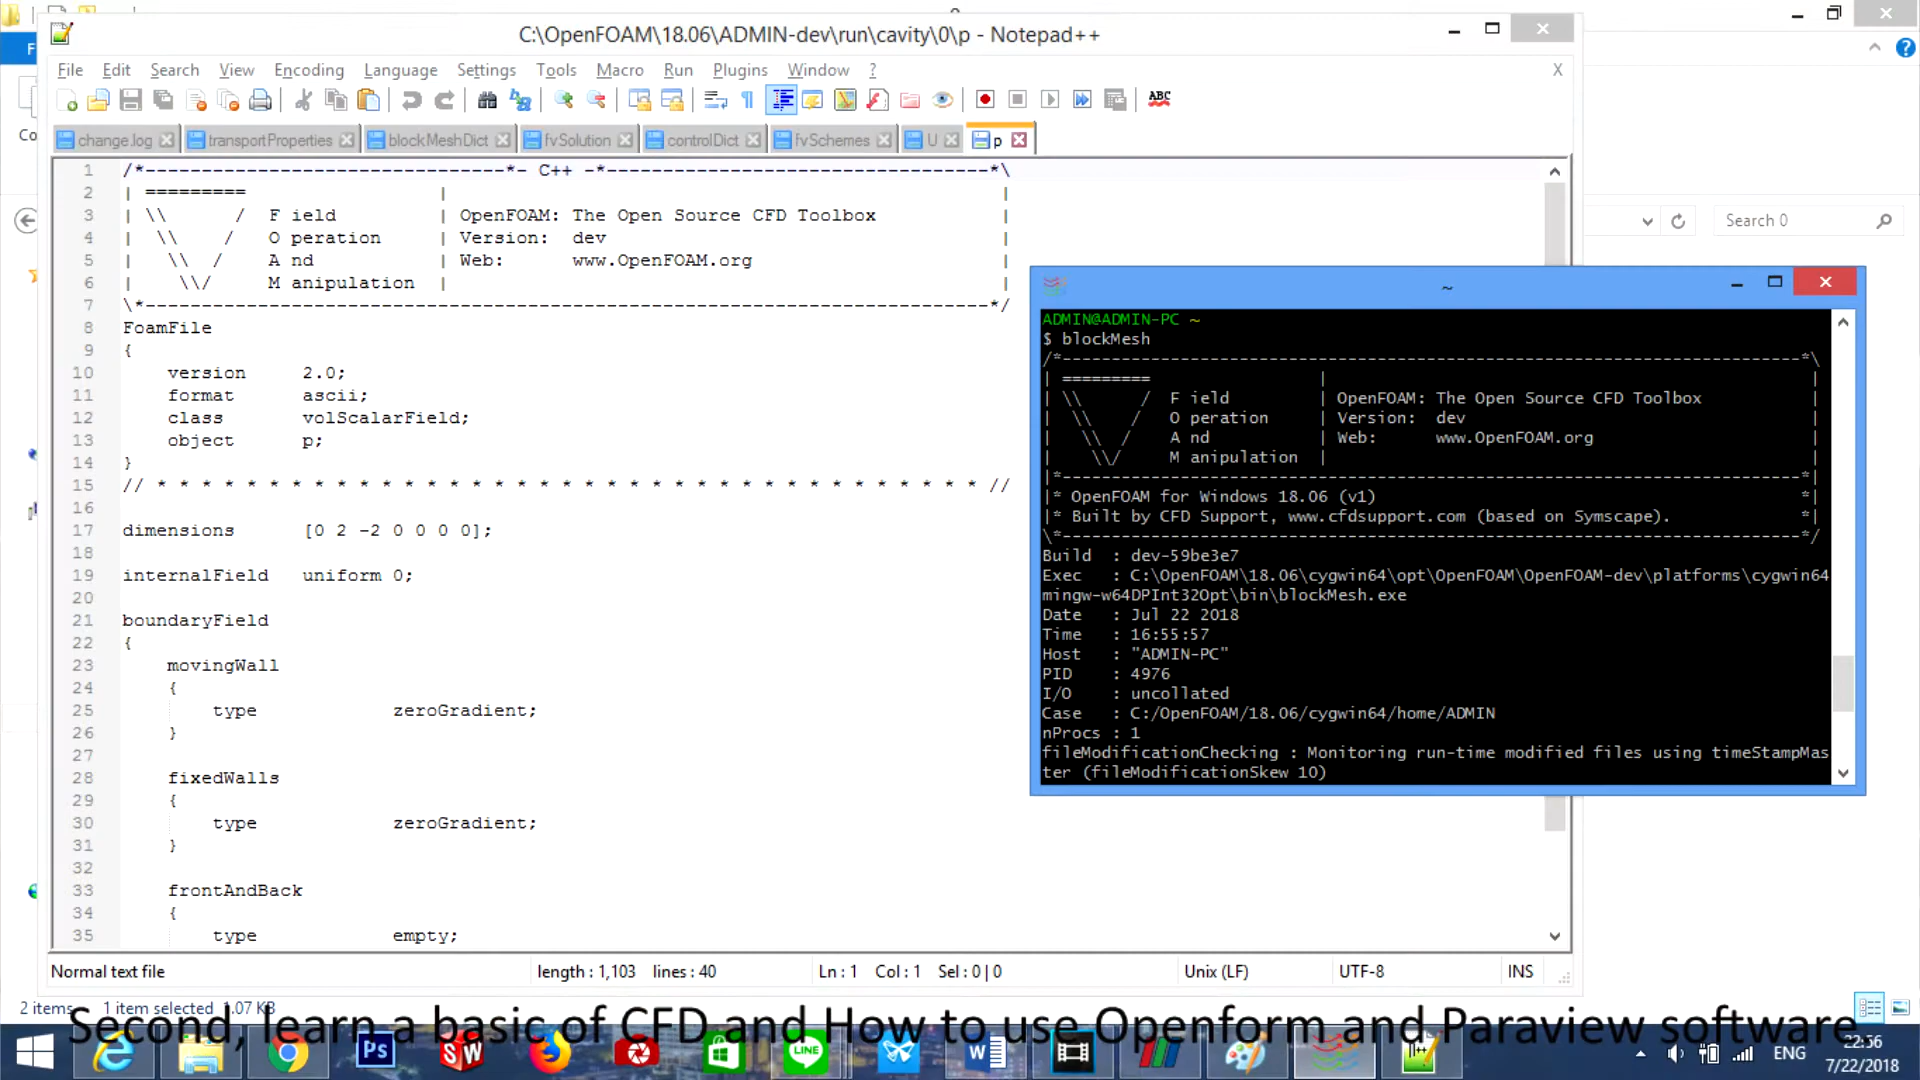 C:\OpenFOAM\18.06\ADMIN-dev\run\cavity\0\p - Notepad++
File Edit Search View Encoding Language Settings Tools Macro Run Plugins Window ? X
ABC
change.log transportProperties blockMeshDict fvSolution controlDict fvSchemes U p
Search 0
1 /*--------------------------------*- C++ -*----------------------------------*\
2 | ========= | |
3 | \\ / F ield | OpenFOAM: The Open Source CFD Toolbox |
4 | \\ / O peration | Version: dev |
5 | \\ / A nd | Web: www.OpenFOAM.org |
6 | \\/ M anipulation | |
7 \*---------------------------------------------------------------------------*/
8 FoamFile
9 {
10 version 2.0;
11 format ascii;
12 class volScalarField;
13 object p;
14 }
15 // * * * * * * * * * * * * * * * * * * * * * * * * * * * * * * * * * * * * * //
16
17 dimensions [0 2 -2 0 0 0 0];
18
19 internalField uniform 0;
20
21 boundaryField
22 {
23 movingWall
24 {
25 type zeroGradient;
26 }
27
28 fixedWalls
29 {
30 type zeroGradient;
31 }
32
33 frontAndBack
34 {
35 type empty;
Normal text file length : 1,103 lines : 40 Ln : 1 Col : 1 Sel : 0 | 0 Unix (LF) UTF-8 INS
~
ADMIN@ADMIN-PC ~
$ blockMesh
/*---------------------------------------------------------------------------*\
| ========= | |
| \\ / F ield | OpenFOAM: The Open Source CFD Toolbox |
| \\ / O peration | Version: dev |
| \\ / A nd | Web: www.OpenFOAM.org |
| \\/ M anipulation | |
|*---------------------------------------------------------------------------*|
|* OpenFOAM for Windows 18.06 (v1) *|
|* Built by CFD Support, www.cfdsupport.com (based on Symscape). *|
\*---------------------------------------------------------------------------*/
Build : dev-59be3e7
Exec : C:\OpenFOAM\18.06\cygwin64\opt\OpenFOAM\OpenFOAM-dev\platforms\cygwin64
mingw-w64DPInt32Opt\bin\blockMesh.exe
Date : Jul 22 2018
Time : 16:55:57
Host : "ADMIN-PC"
PID : 4976
I/O : uncollated
Case : C:/OpenFOAM/18.06/cygwin64/home/ADMIN
nProcs : 1
fileModificationChecking : Monitoring run-time modified files using timeStampMas
ter (fileModificationSkew 10)
2 items 1 item selected 1.07 KB
Second, learn a basic of CFD and How to use Openform and Paraview software
Ps SW LINE W
ENG 22:56
7/22/2018